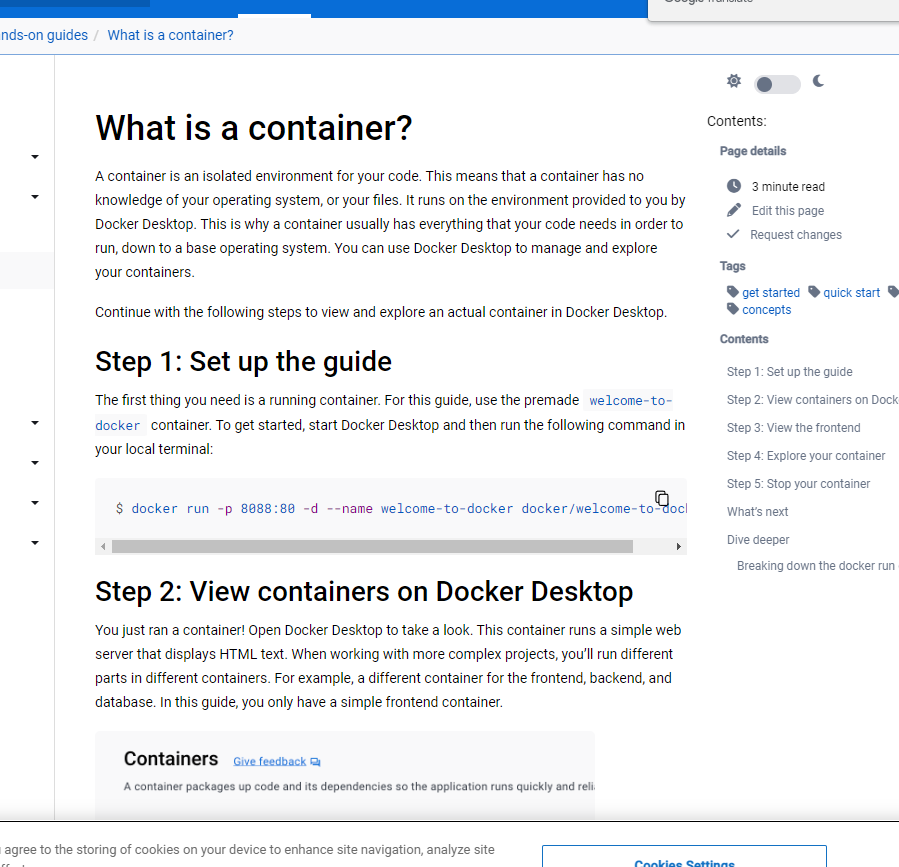 nds-on guides / What is a container?
Contents:
What is a container?
Page details
A container is an isolated environment for your code. This means that a container has no
knowledge of your operating system, or your files. It runs on the environment provided to you by
Docker Desktop. This is why a container usually has everything that your code needs in order to
run, down to a base operating system. You can use Docker Desktop to manage and explore
your containers.
3 minute read
Edit this page
Request changes
Tags
get started quick start
concepts
Continue with the following steps to view and explore an actual container in Docker Desktop.
Contents
Step 1: Set up the guide
Step 2: View containers on Dock
Step 3: View the frontend
Step 4: Explore your container
Step 5: Stop your container
What's next
Dive deeper
Breaking down the docker run
Step 1: Set up the guide
The first thing you need is a running container. For this guide, use the premade welcome-to-
docker container. To get started, start Docker Desktop and then run the following command in
your local terminal:
$ docker run -p 8088:80 -d --name welcome-to-docker docker/welcome-to-doc
Step 2: View containers on Docker Desktop
You just ran a container! Open Docker Desktop to take a look. This container runs a simple web
server that displays HTML text. When working with more complex projects, you'll run different
parts in different containers. For example, a different container for the frontend, backend, and
database. In this guide, you only have a simple frontend container.
Containers Give feedback
A container packages up code and its dependencies so the application runs quickly and reli
agree to the storing of cookies on your device to enhance site navigation, analyze site
Cookies Settings